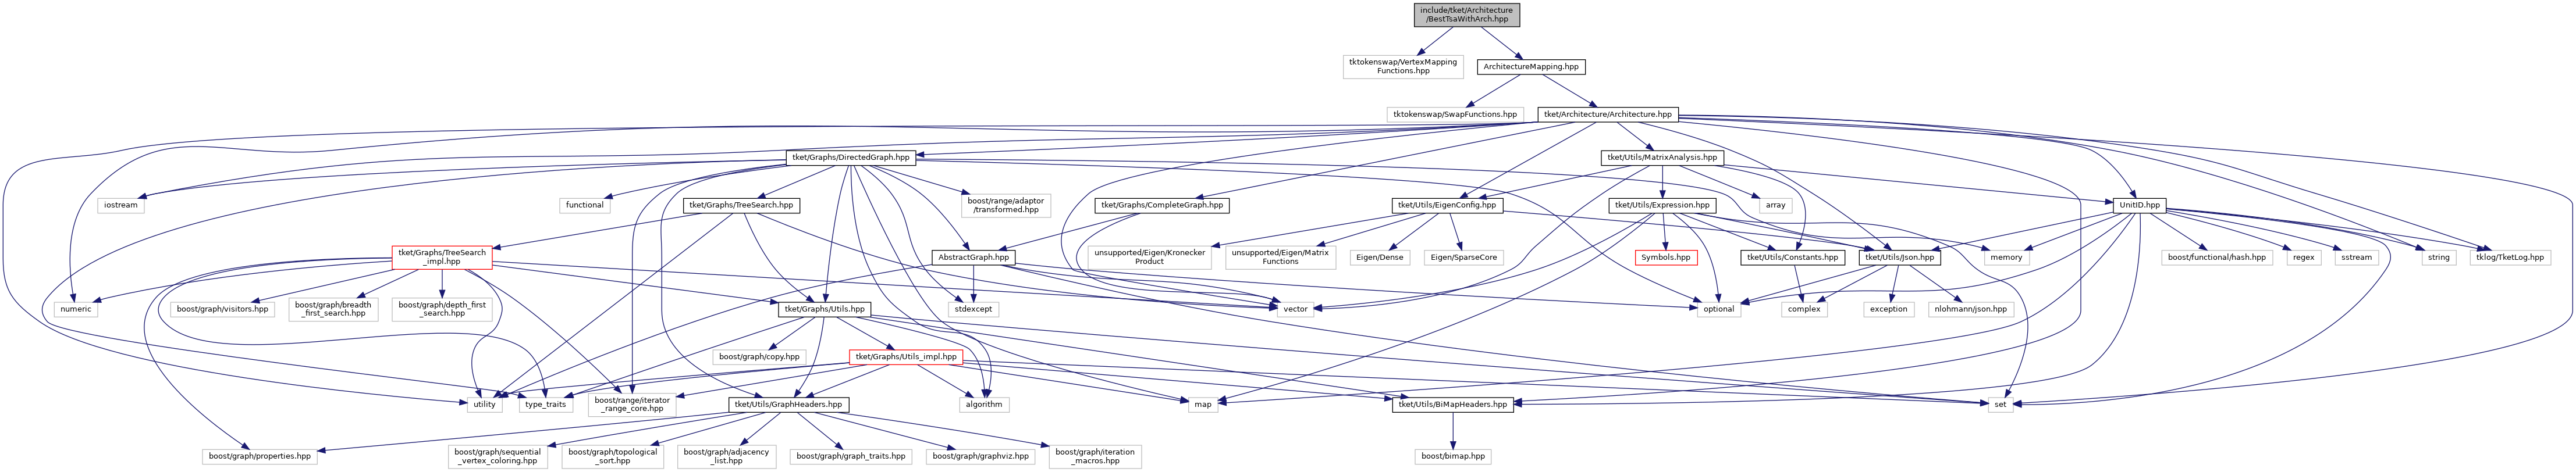 include/tket/Architecture
/BestTsaWithArch.hpp
tktokenswap/VertexMapping
Functions.hpp
ArchitectureMapping.hpp
tktokenswap/SwapFunctions.hpp
tket/Architecture/Architecture.hpp
tket/Graphs/DirectedGraph.hpp
tket/Utils/MatrixAnalysis.hpp
iostream
functional
tket/Graphs/TreeSearch.hpp
boost/range/adaptor
/transformed.hpp
tket/Graphs/CompleteGraph.hpp
tket/Utils/EigenConfig.hpp
tket/Utils/Expression.hpp
array
UnitID.hpp
tket/Graphs/TreeSearch
_impl.hpp
AbstractGraph.hpp
unsupported/Eigen/Kronecker
Product
unsupported/Eigen/Matrix
Functions
Eigen/Dense
Eigen/SparseCore
Symbols.hpp
tket/Utils/Constants.hpp
tket/Utils/Json.hpp
memory
boost/functional/hash.hpp
regex
sstream
string
tklog/TketLog.hpp
numeric
boost/graph/visitors.hpp
boost/graph/breadth
_first_search.hpp
boost/graph/depth_first
_search.hpp
tket/Graphs/Utils.hpp
stdexcept
vector
optional
complex
exception
nlohmann/json.hpp
boost/graph/copy.hpp
tket/Graphs/Utils_impl.hpp
utility
type_traits
boost/range/iterator
_range_core.hpp
tket/Utils/GraphHeaders.hpp
algorithm
map
tket/Utils/BiMapHeaders.hpp
set
boost/graph/properties.hpp
boost/graph/sequential
_vertex_coloring.hpp
boost/graph/topological
_sort.hpp
boost/graph/adjacency
_list.hpp
boost/graph/graph_traits.hpp
boost/graph/graphviz.hpp
boost/graph/iteration
_macros.hpp
boost/bimap.hpp